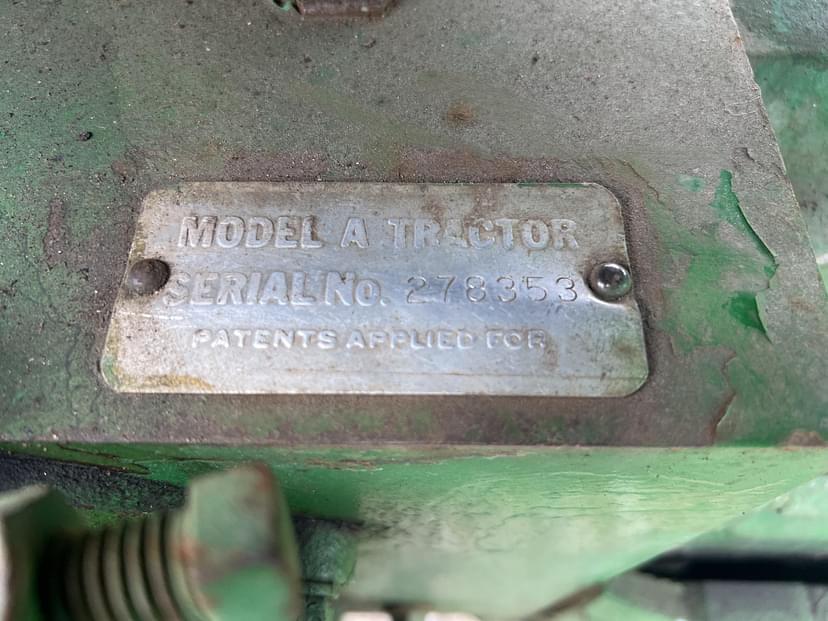 MODEL A TRACTOR
SERIAL No. 278353
PATENTS APPLIED FOR